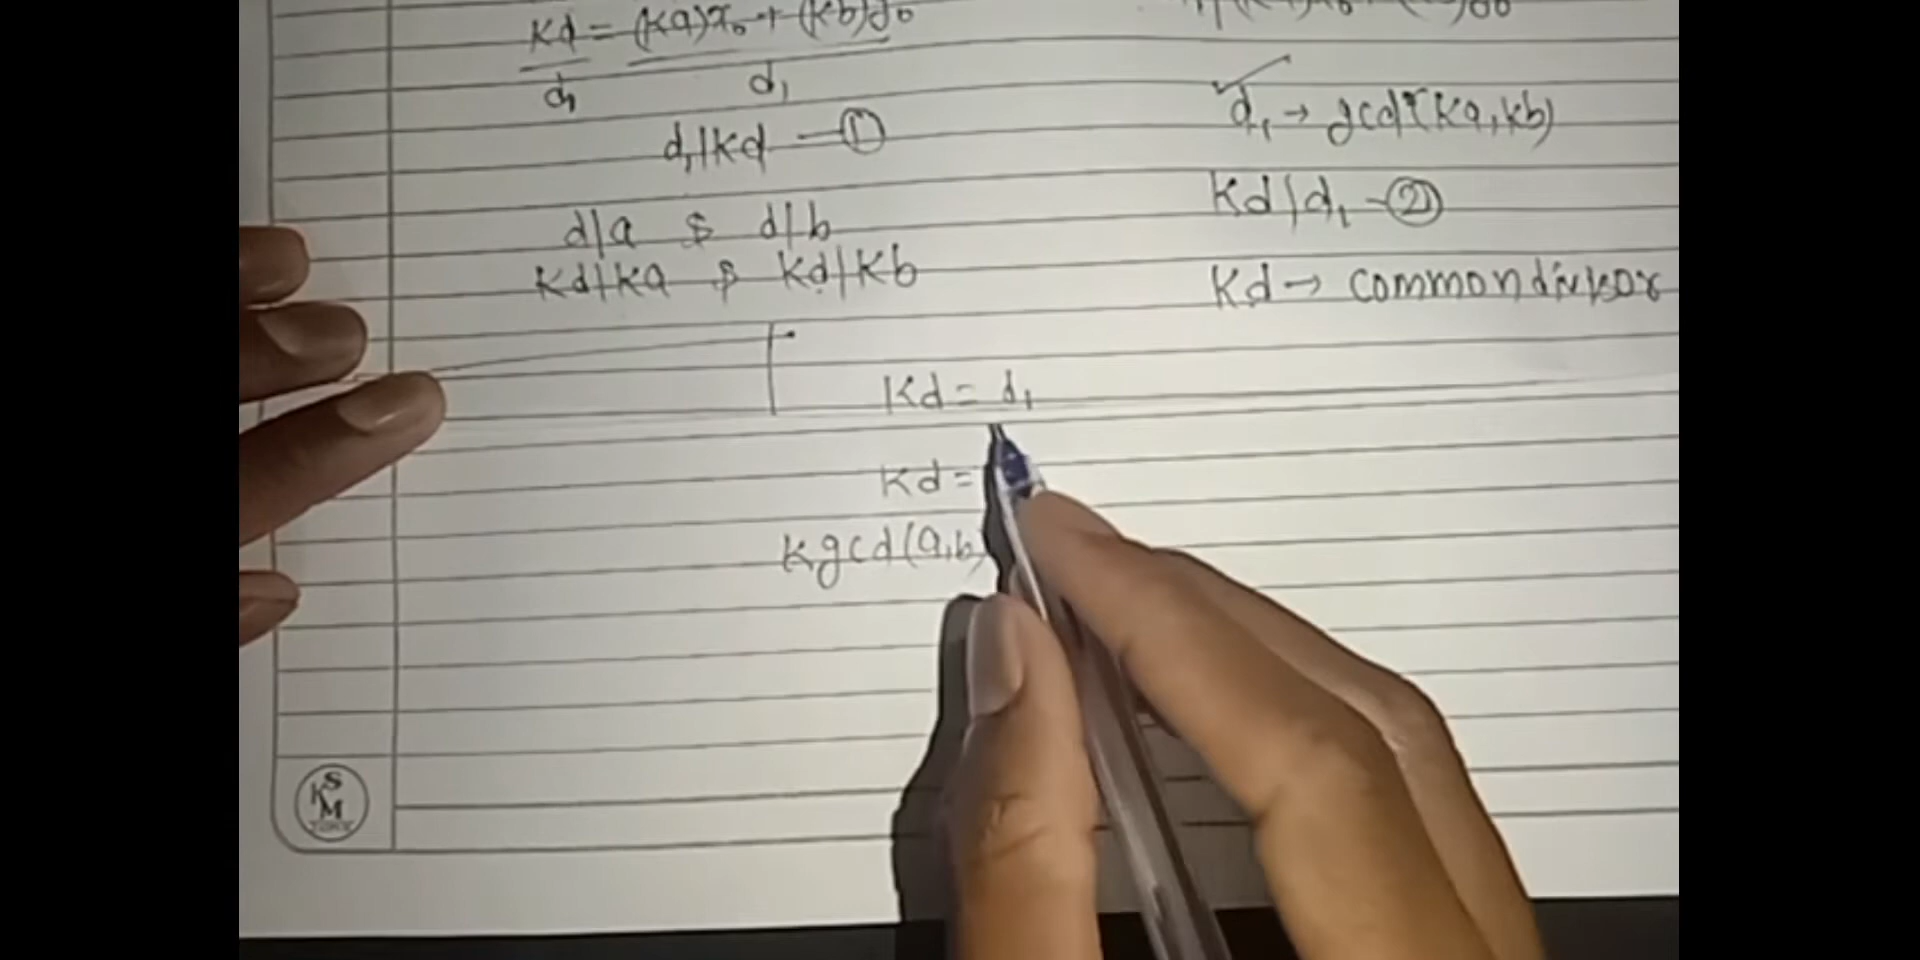 Kd = (Ka)x₀ + (Kb)y₀
d₁ d₁
d₁|Kd — ①
d|a & d|b
Kd|Ka & Kd|Kb
d₁ → gcd (Ka, Kb)
Kd|d₁ - ②
Kd → common divisor
Kd = d₁
Kd =
K gcd(a,b)
K S M